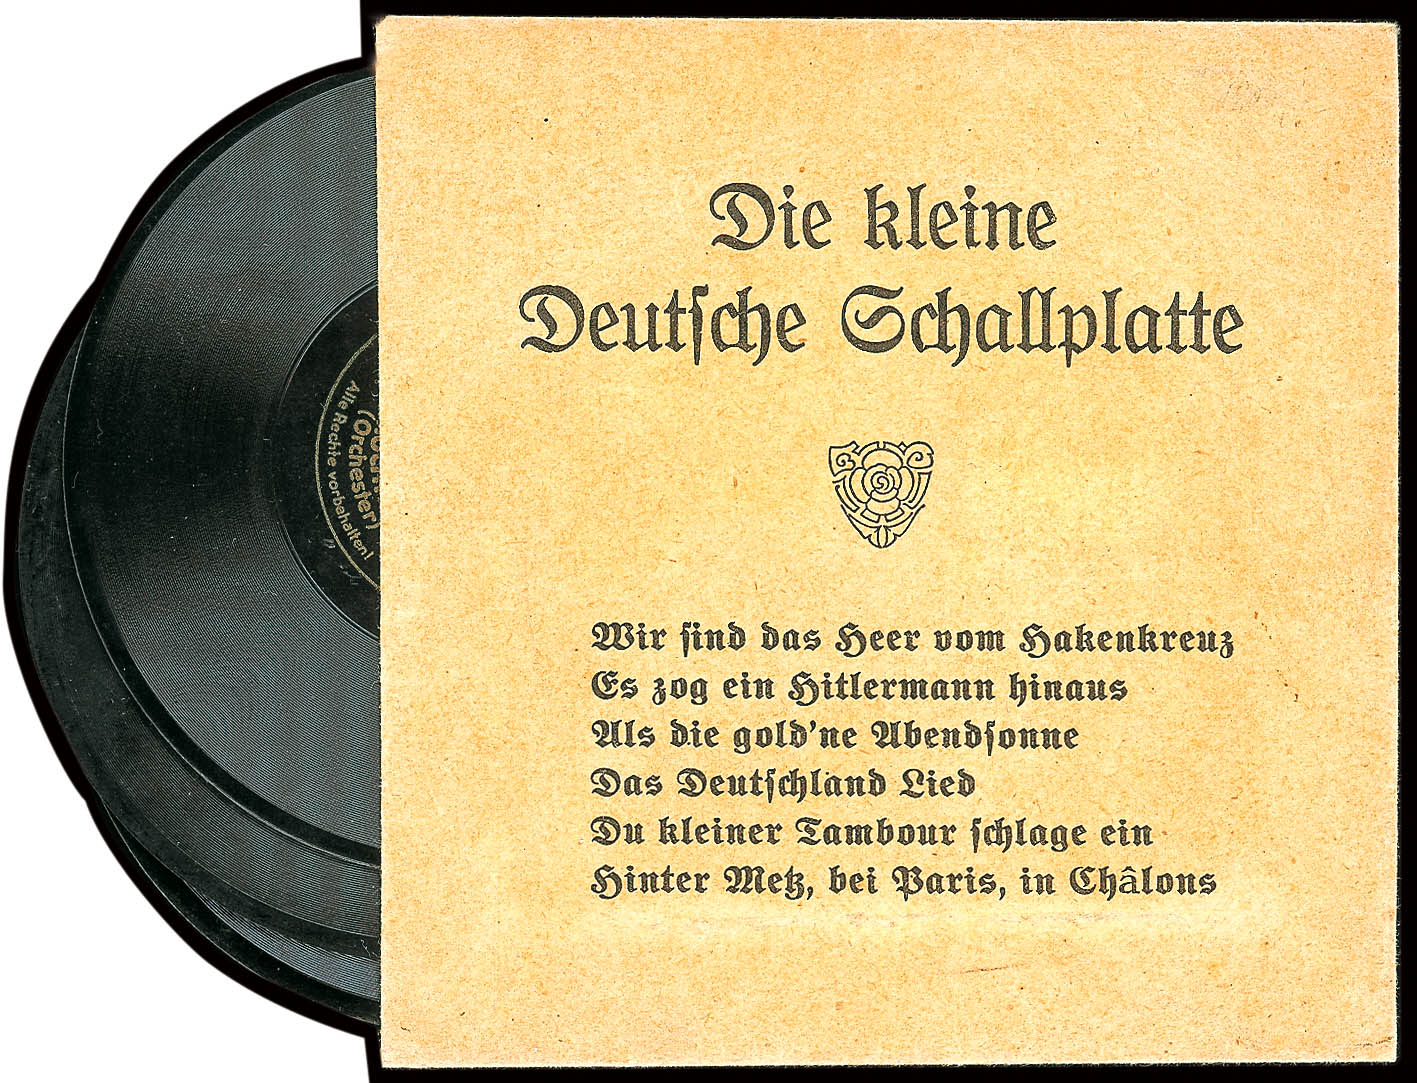 Die kleine
Deutſche Schallplatte
Wir ſind das Heer vom Hakenkreuz
Es zog ein Hitlermann hinaus
Als die gold'ne Abendſonne
Das Deutſchland Lied
Du kleiner Tambour ſchlage ein
Hinter Metz, bei Paris, in Châlons
Orchester)
Alle Rechte vorbehalten!